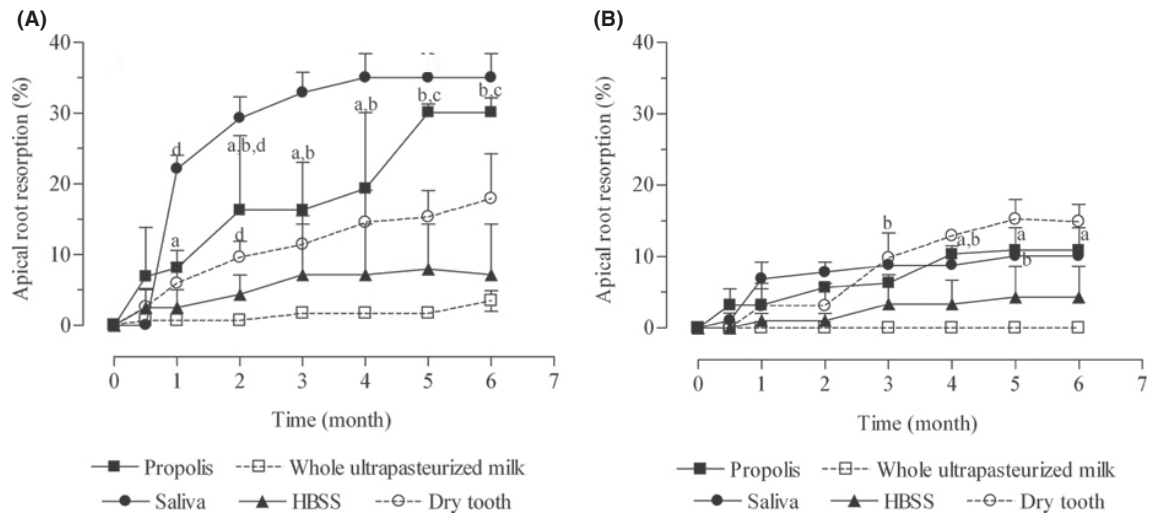 (A)
Apical root resorption (%)
40
30
20
10
0
d
a
a,b,d
d
a,b
a,b
b,c
b,c
0 1 2 3 4 5 6 7
Time (month)
Propolis Whole ultrapasteurized milk
Saliva HBSS Dry tooth
(B)
Apical root resorption (%)
40
30
20
10
0
b
a,b
a
b
a
0 1 2 3 4 5 6 7
Time (month)
Propolis Whole ultrapasteurized milk
Saliva HBSS Dry tooth